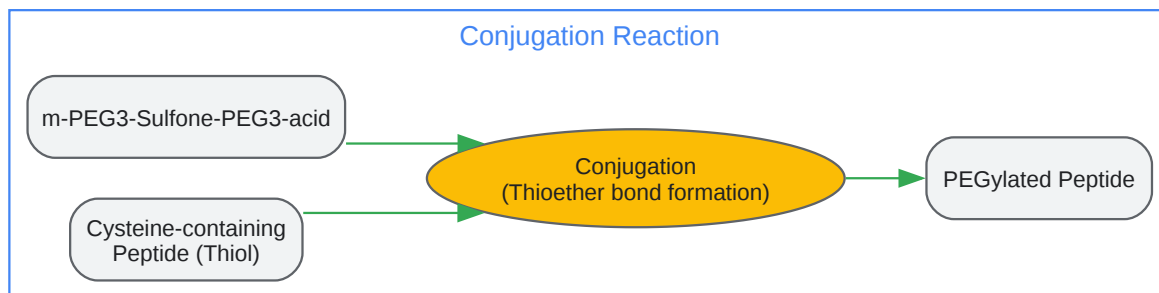 Conjugation Reaction
m-PEG3-Sulfone-PEG3-acid
Cysteine-containing
Peptide (Thiol)
Conjugation
(Thioether bond formation)
PEGylated Peptide